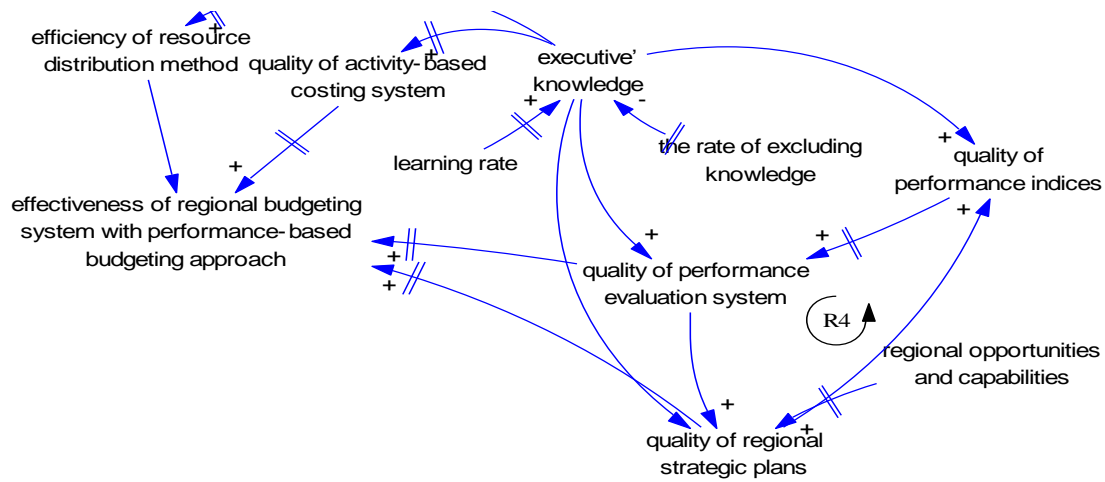 efficiency of resource
distribution method
quality of activity-based
costing system
executive'
knowledge
learning rate
the rate of excluding
knowledge
quality of
performance indices
effectiveness of regional budgeting
system with performance-based
budgeting approach
quality of performance
evaluation system
R4
regional opportunities
and capabilities
quality of regional
strategic plans
+
+
+
+
-
+
+
+
+
+
+
+
+